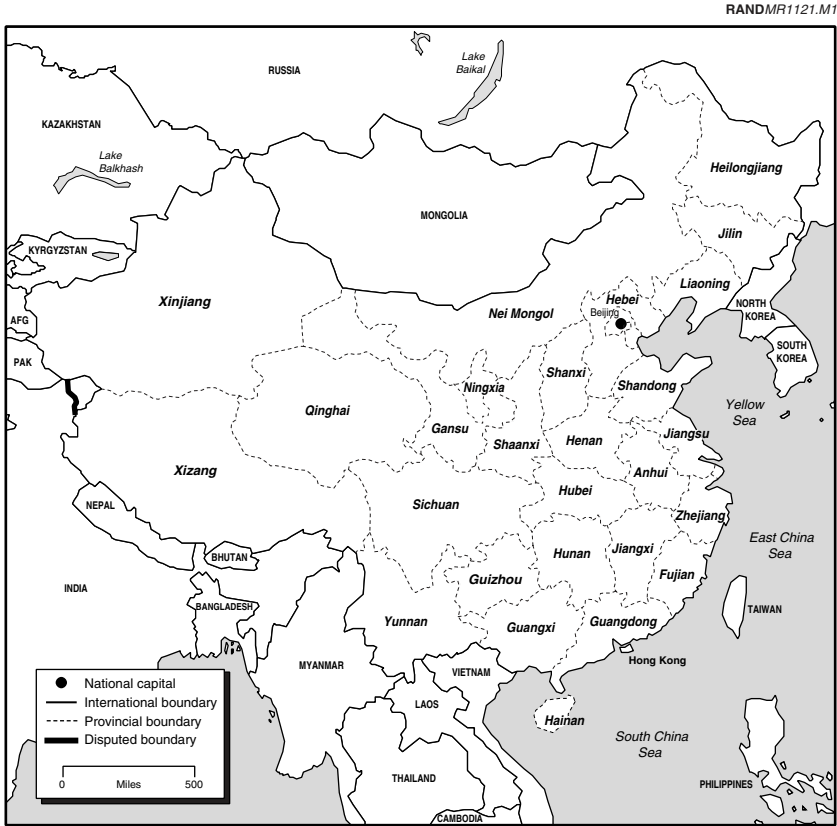 RANDMR1121.M1
RUSSIA
Lake
Baikal
KAZAKHSTAN
Lake
Balkhash
Heilongjiang
MONGOLIA
Jilin
KYRGYZSTAN
Liaoning
Xinjiang
Hebei
Nei Mongol
Beijing
NORTH
KOREA
AFG
SOUTH
KOREA
PAK
Shanxi
Ningxia
Shandong
Yellow
Sea
Qinghai
Gansu
Jiangsu
Shaanxi
Henan
Xizang
Anhui
Hubei
Sichuan
NEPAL
Zhejiang
East China
Sea
BHUTAN
Hunan
Jiangxi
Guizhou
Fujian
INDIA
BANGLADESH
TAIWAN
Yunnan
Guangxi
Guangdong
Hong Kong
MYANMAR
VIETNAM
LAOS
Hainan
South China
Sea
THAILAND
PHILIPPINES
CAMBODIA
National capital
International boundary
Provincial boundary
Disputed boundary
0 Miles 500